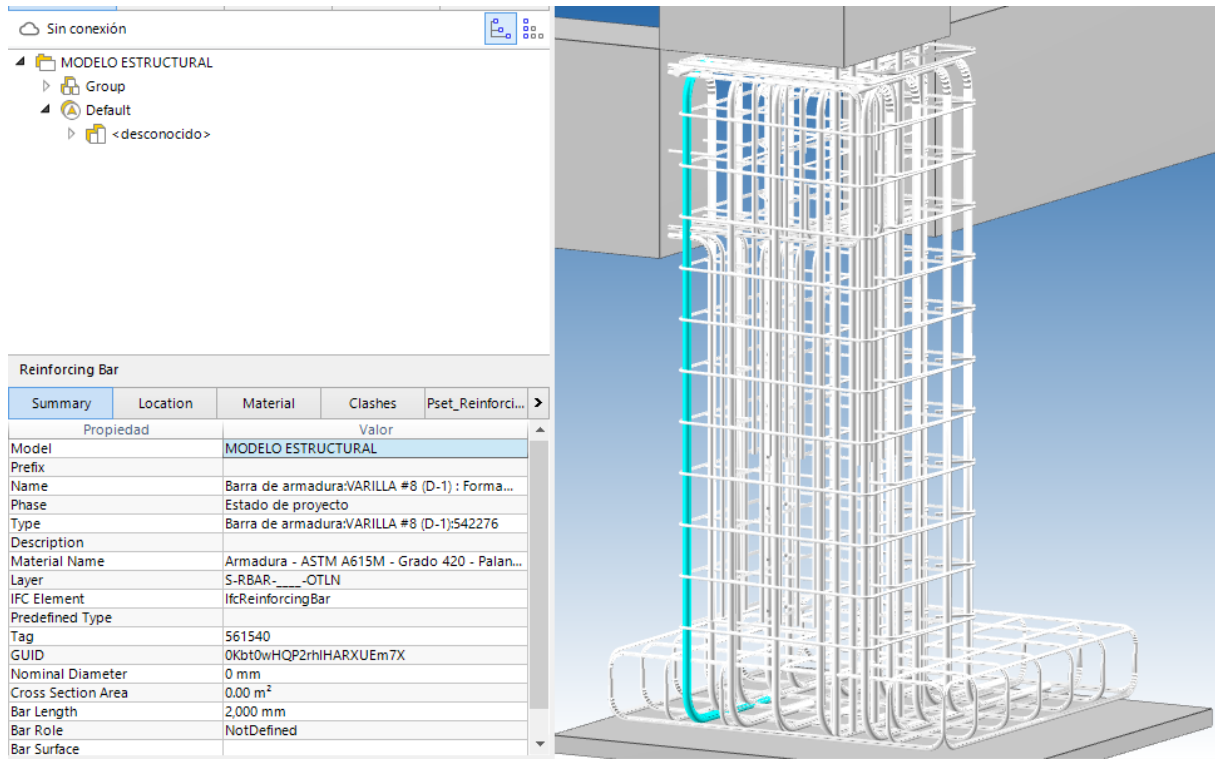 Sin conexión
MODELO ESTRUCTURAL
Group
Default
<desconocido>
Reinforcing Bar
Summary Location Material Clashes Pset_Reinforci... >
Propiedad Valor
Model MODELO ESTRUCTURAL
Prefix
Name Barra de armadura:VARILLA #8 (D-1) : Forma...
Phase Estado de proyecto
Type Barra de armadura:VARILLA #8 (D-1):542276
Description
Material Name Armadura - ASTM A615M - Grado 420 - Palan...
Layer S-RBAR-____-OTLN
IFC Element IfcReinforcingBar
Predefined Type
Tag 561540
GUID 0Kbt0wHQP2rhIHARXUEm7X
Nominal Diameter 0 mm
Cross Section Area 0.00 m²
Bar Length 2,000 mm
Bar Role NotDefined
Bar Surface